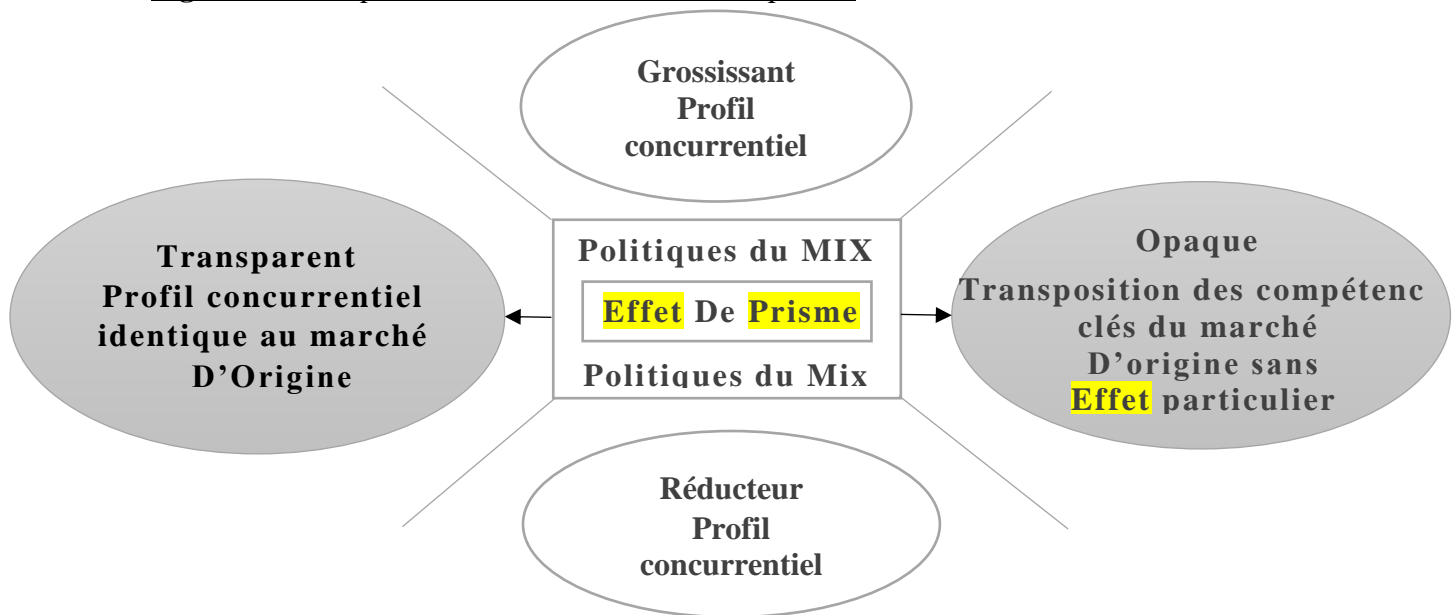 Grossissant
Profil
concurrentiel
Transparent
Profil concurrentiel
identique au marché
D'Origine
Politiques du MIX
Effet De Prisme
Politiques du Mix
Opaque
Transposition des compétenc
clés du marché
D'origine sans
Effet particulier
Réducteur
Profil
concurrentiel